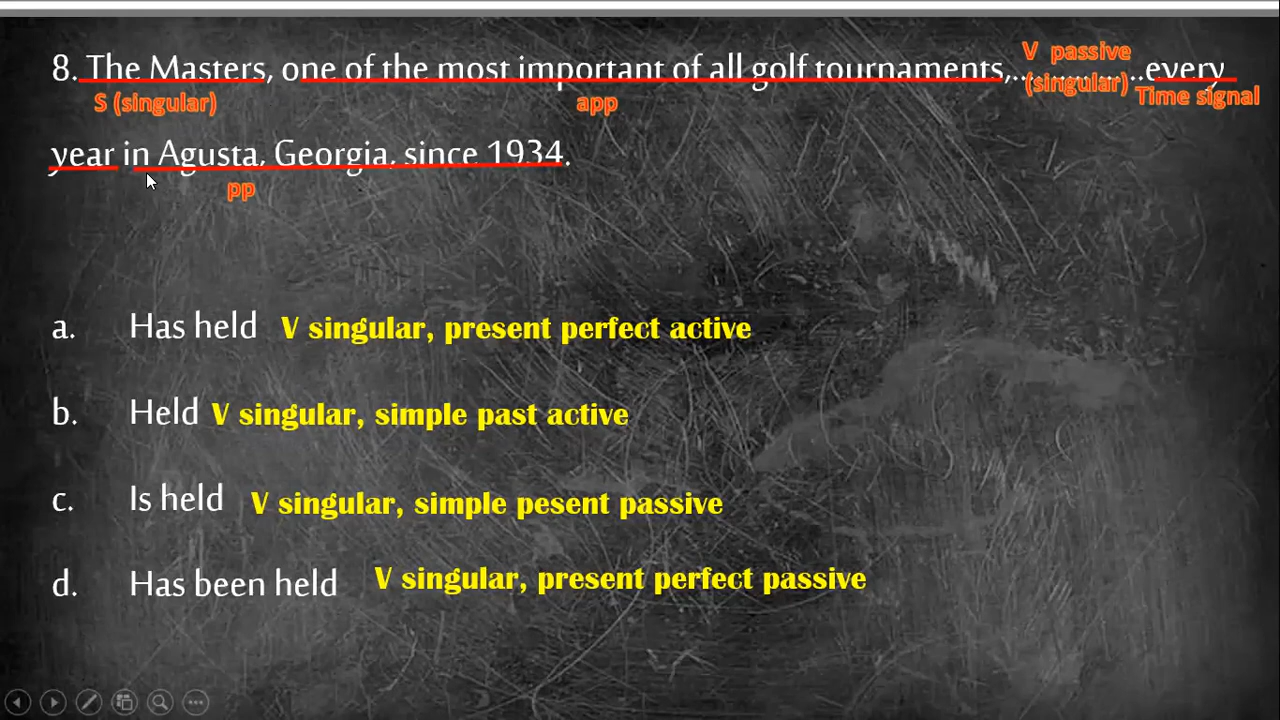 8. The Masters, one of the most important of all golf tournaments,...............every
V passive
(singular)
S (singular)
app
Time signal
year in Agusta, Georgia, since 1934.
pp
a. Has held V singular, present perfect active
b. Held V singular, simple past active
c. Is held V singular, simple pesent passive
d. Has been held V singular, present perfect passive